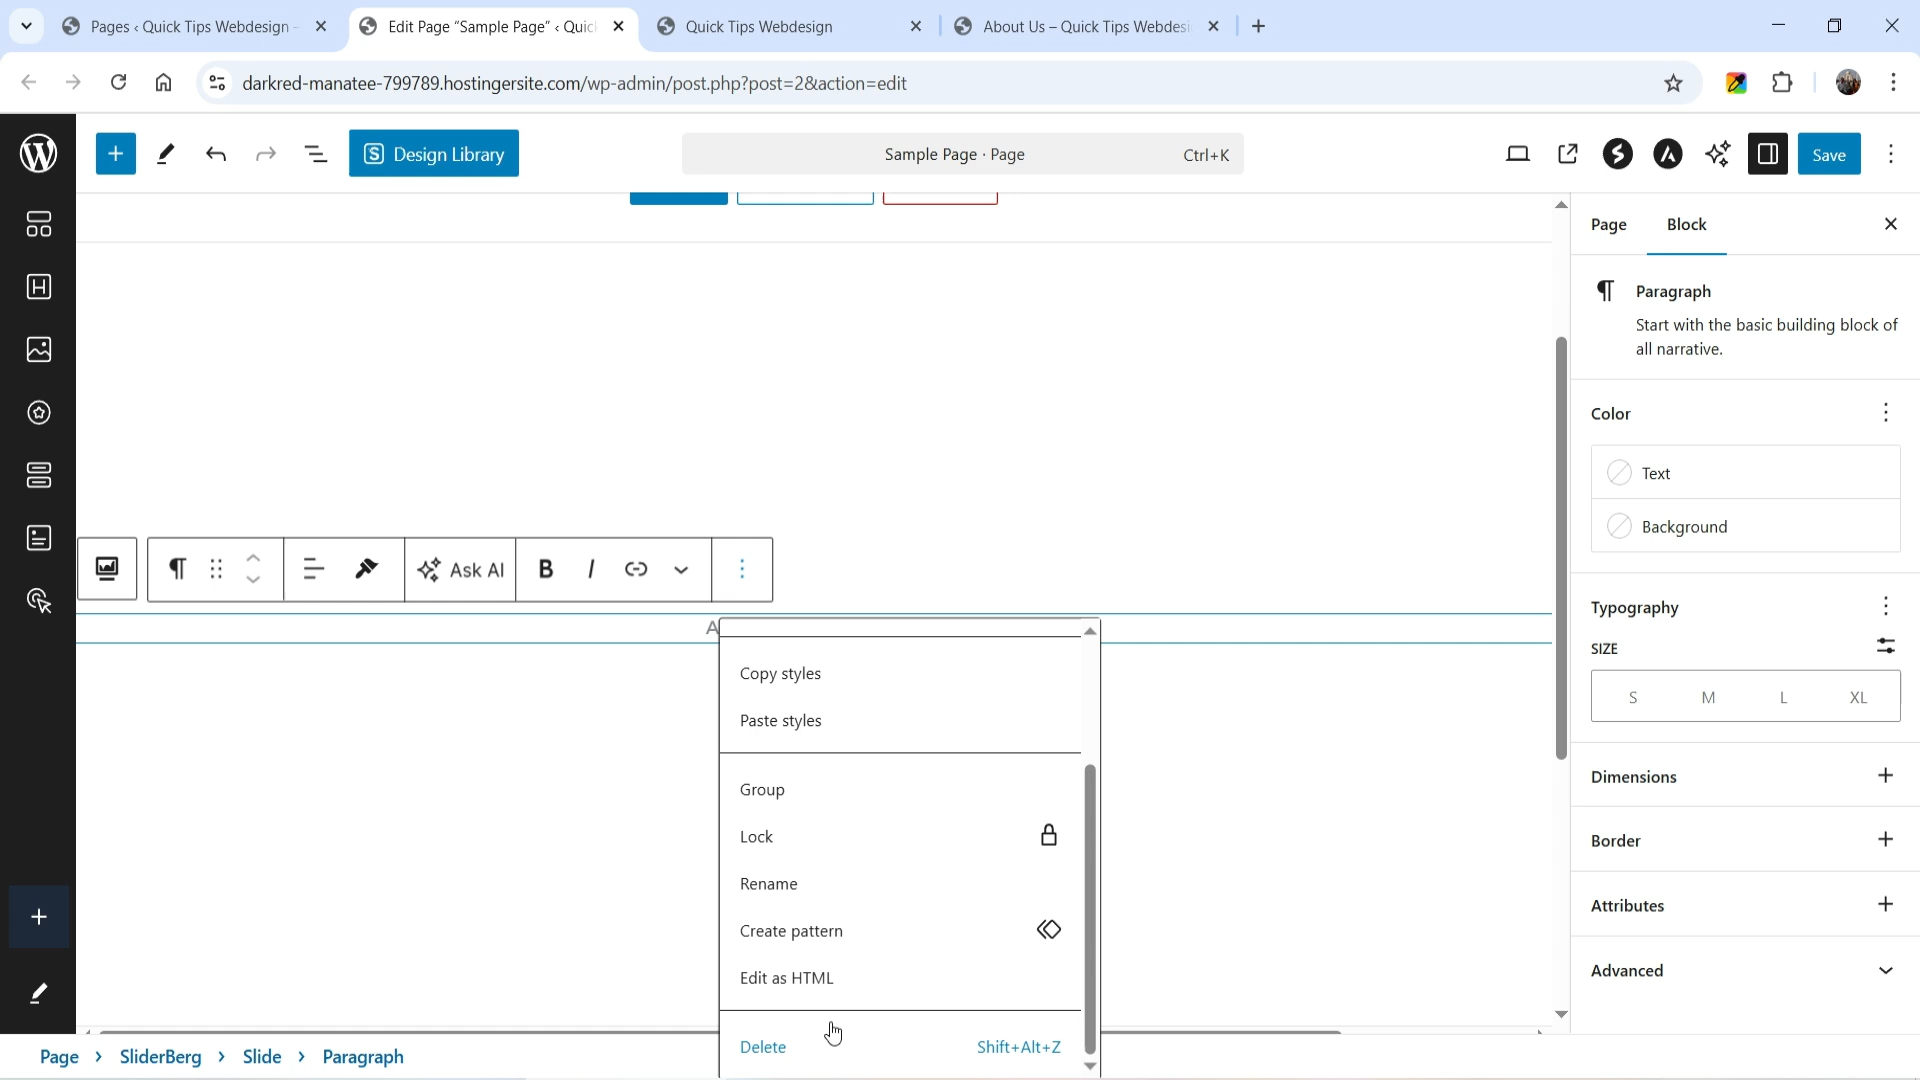 Pages ‹ Quick Tips Webdesign -
Edit Page “Sample Page” ‹ Quic
Quick Tips Webdesign
About Us – Quick Tips Webdesi
darkred-manatee-799789.hostingersite.com/wp-admin/post.php?post=2&action=edit
Design Library
Sample Page · Page
Ctrl+K
Save
Page
Block
Paragraph
Start with the basic building block of
all narrative.
Color
Text
Background
Ask AI
B I
A
Typography
SIZE
S M L XL
Copy styles
Paste styles
Group
Lock
Rename
Create pattern
Edit as HTML
Delete Shift+Alt+Z
Dimensions
Border
Attributes
Advanced
Page › SliderBerg › Slide › Paragraph